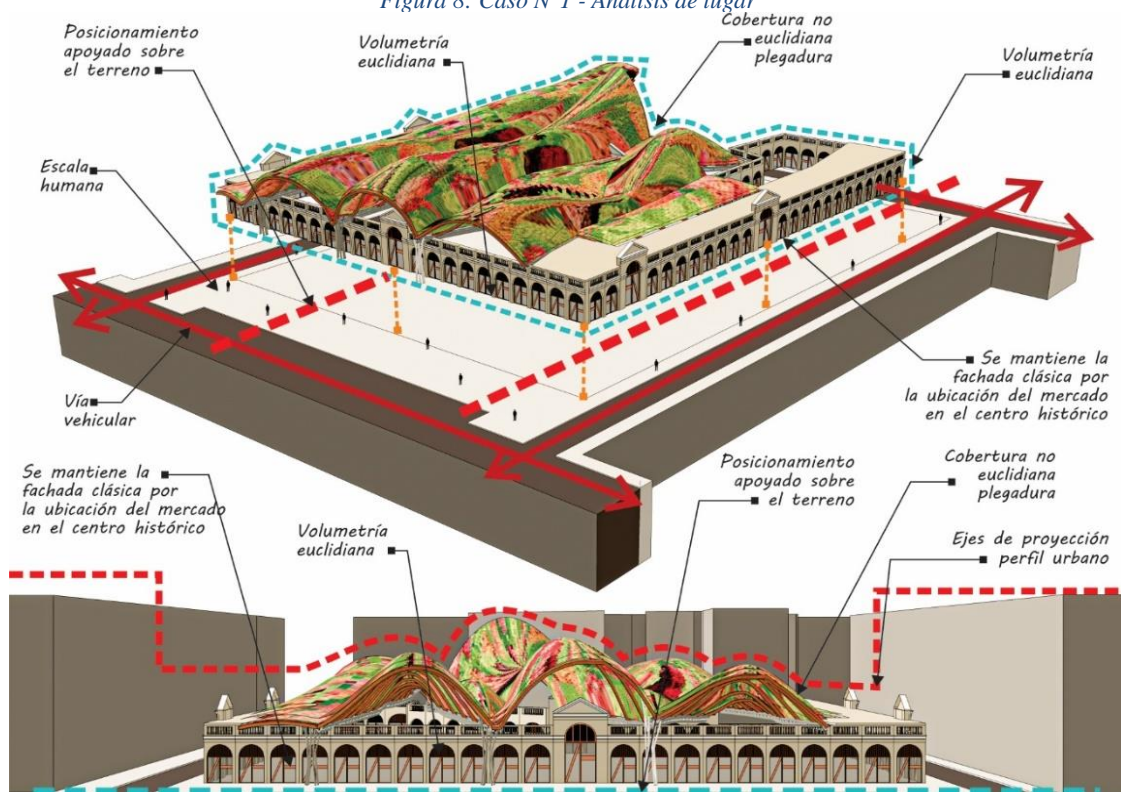 Figura 8: Caso N°1 - Análisis de lugar
Posicionamiento
apoyado sobre
el terreno
Volumetría
euclidiana
Cobertura no
euclidiana
plegadura
Volumetría
euclidiana
Escala
humana
Vía
vehicular
Se mantiene la
fachada clásica por
la ubicación del mercado
en el centro histórico
Se mantiene la
fachada clásica por
la ubicación del mercado
en el centro histórico
Volumetría
euclidiana
Posicionamiento
apoyado sobre
el terreno
Cobertura no
euclidiana
plegadura
Ejes de proyección
perfil urbano